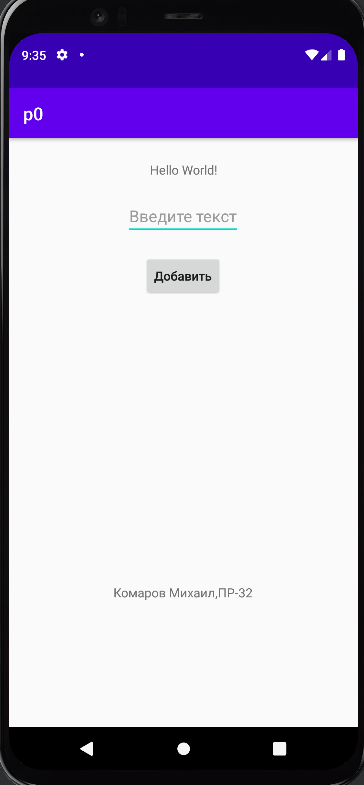 9:35
p0
Hello World!
Введите текст
Добавить
Комаров Михаил,ПР-32